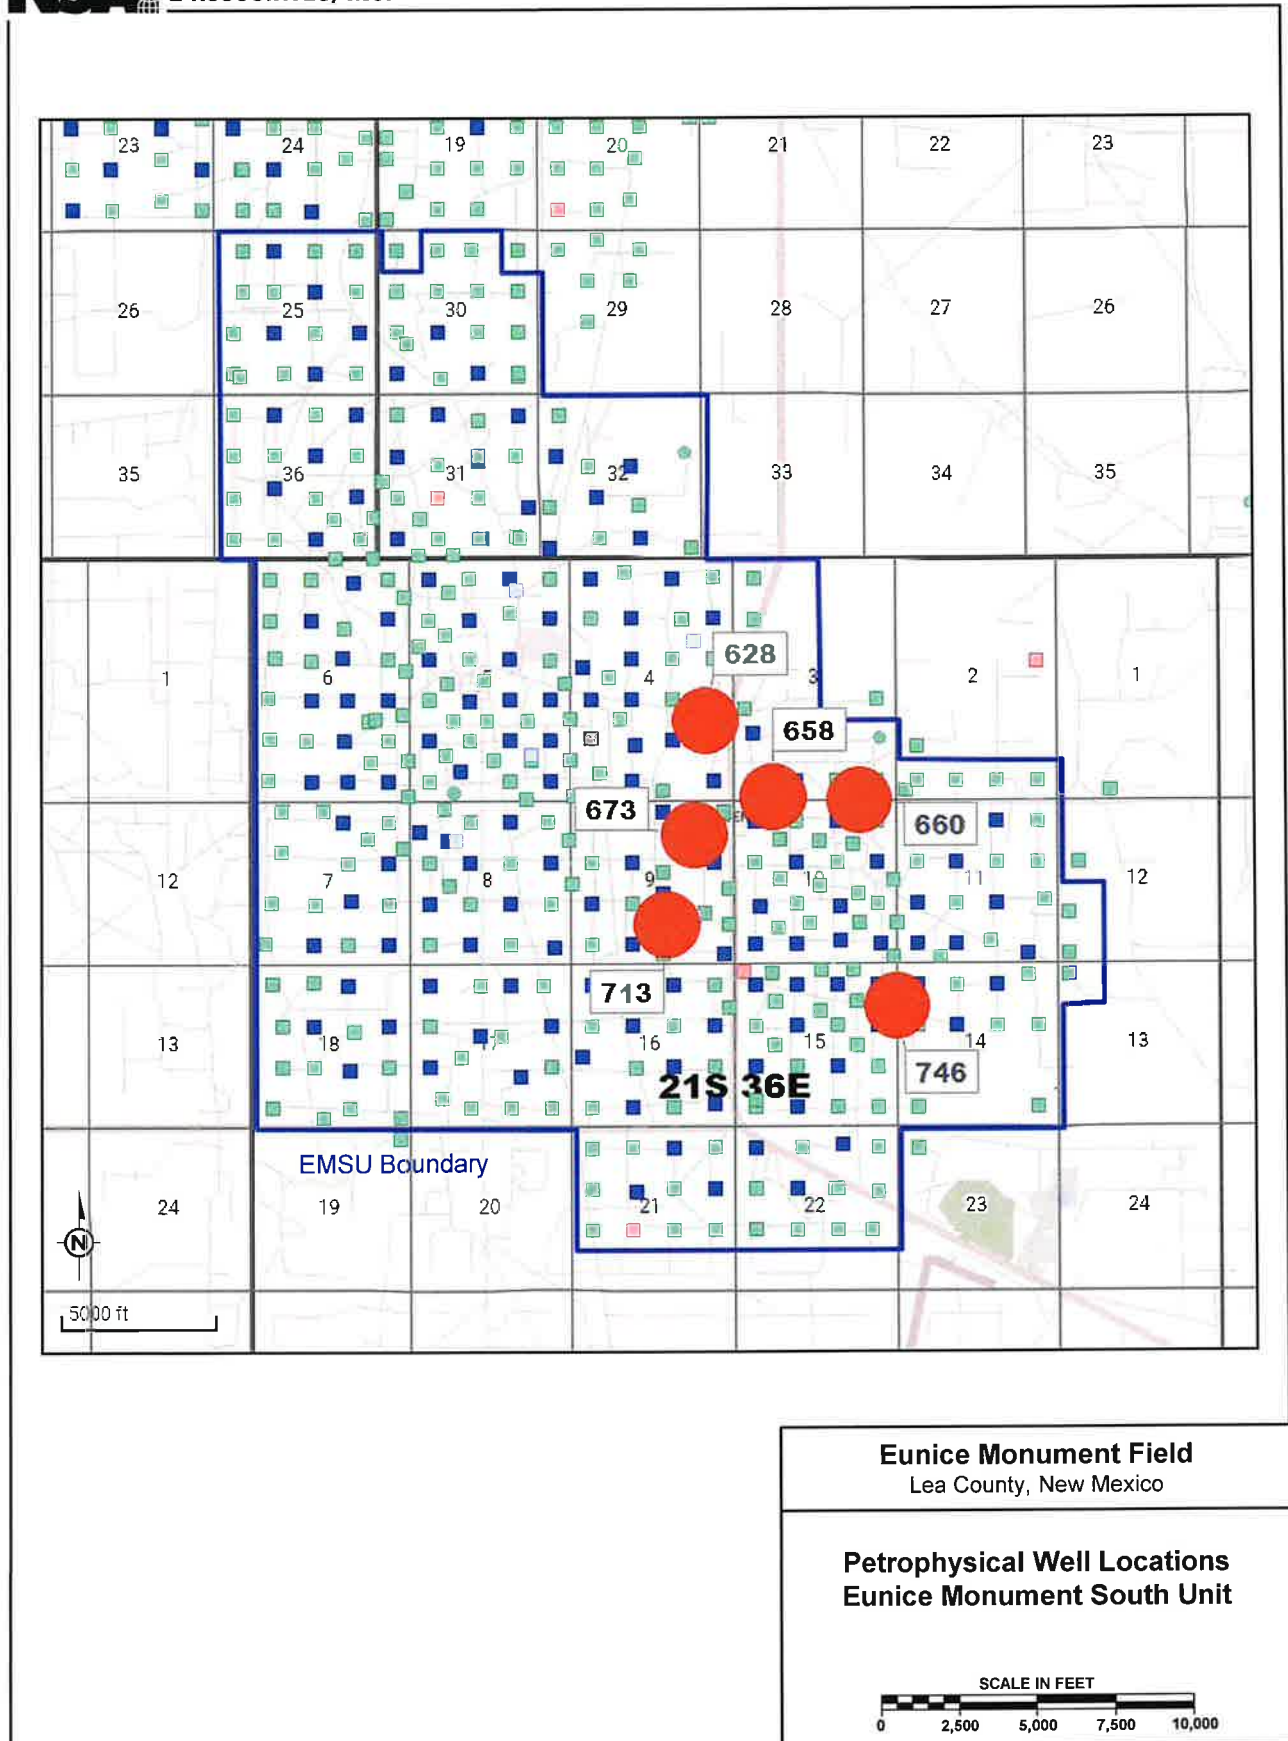 23 24 19 20 21 22 23
26 25 30 29 28 27 26
35 36 31 32 33 34 35
628
1 6 5 4 3 2 1
658
673
660
12 7 8 9 10 11 12
713
13 18 17 16 15 14 13
746
21S 36E
EMSU Boundary
24 19 20 21 22 23 24
N
5000 ft
Eunice Monument Field
Lea County, New Mexico
Petrophysical Well Locations
Eunice Monument South Unit
SCALE IN FEET
0 2,500 5,000 7,500 10,000